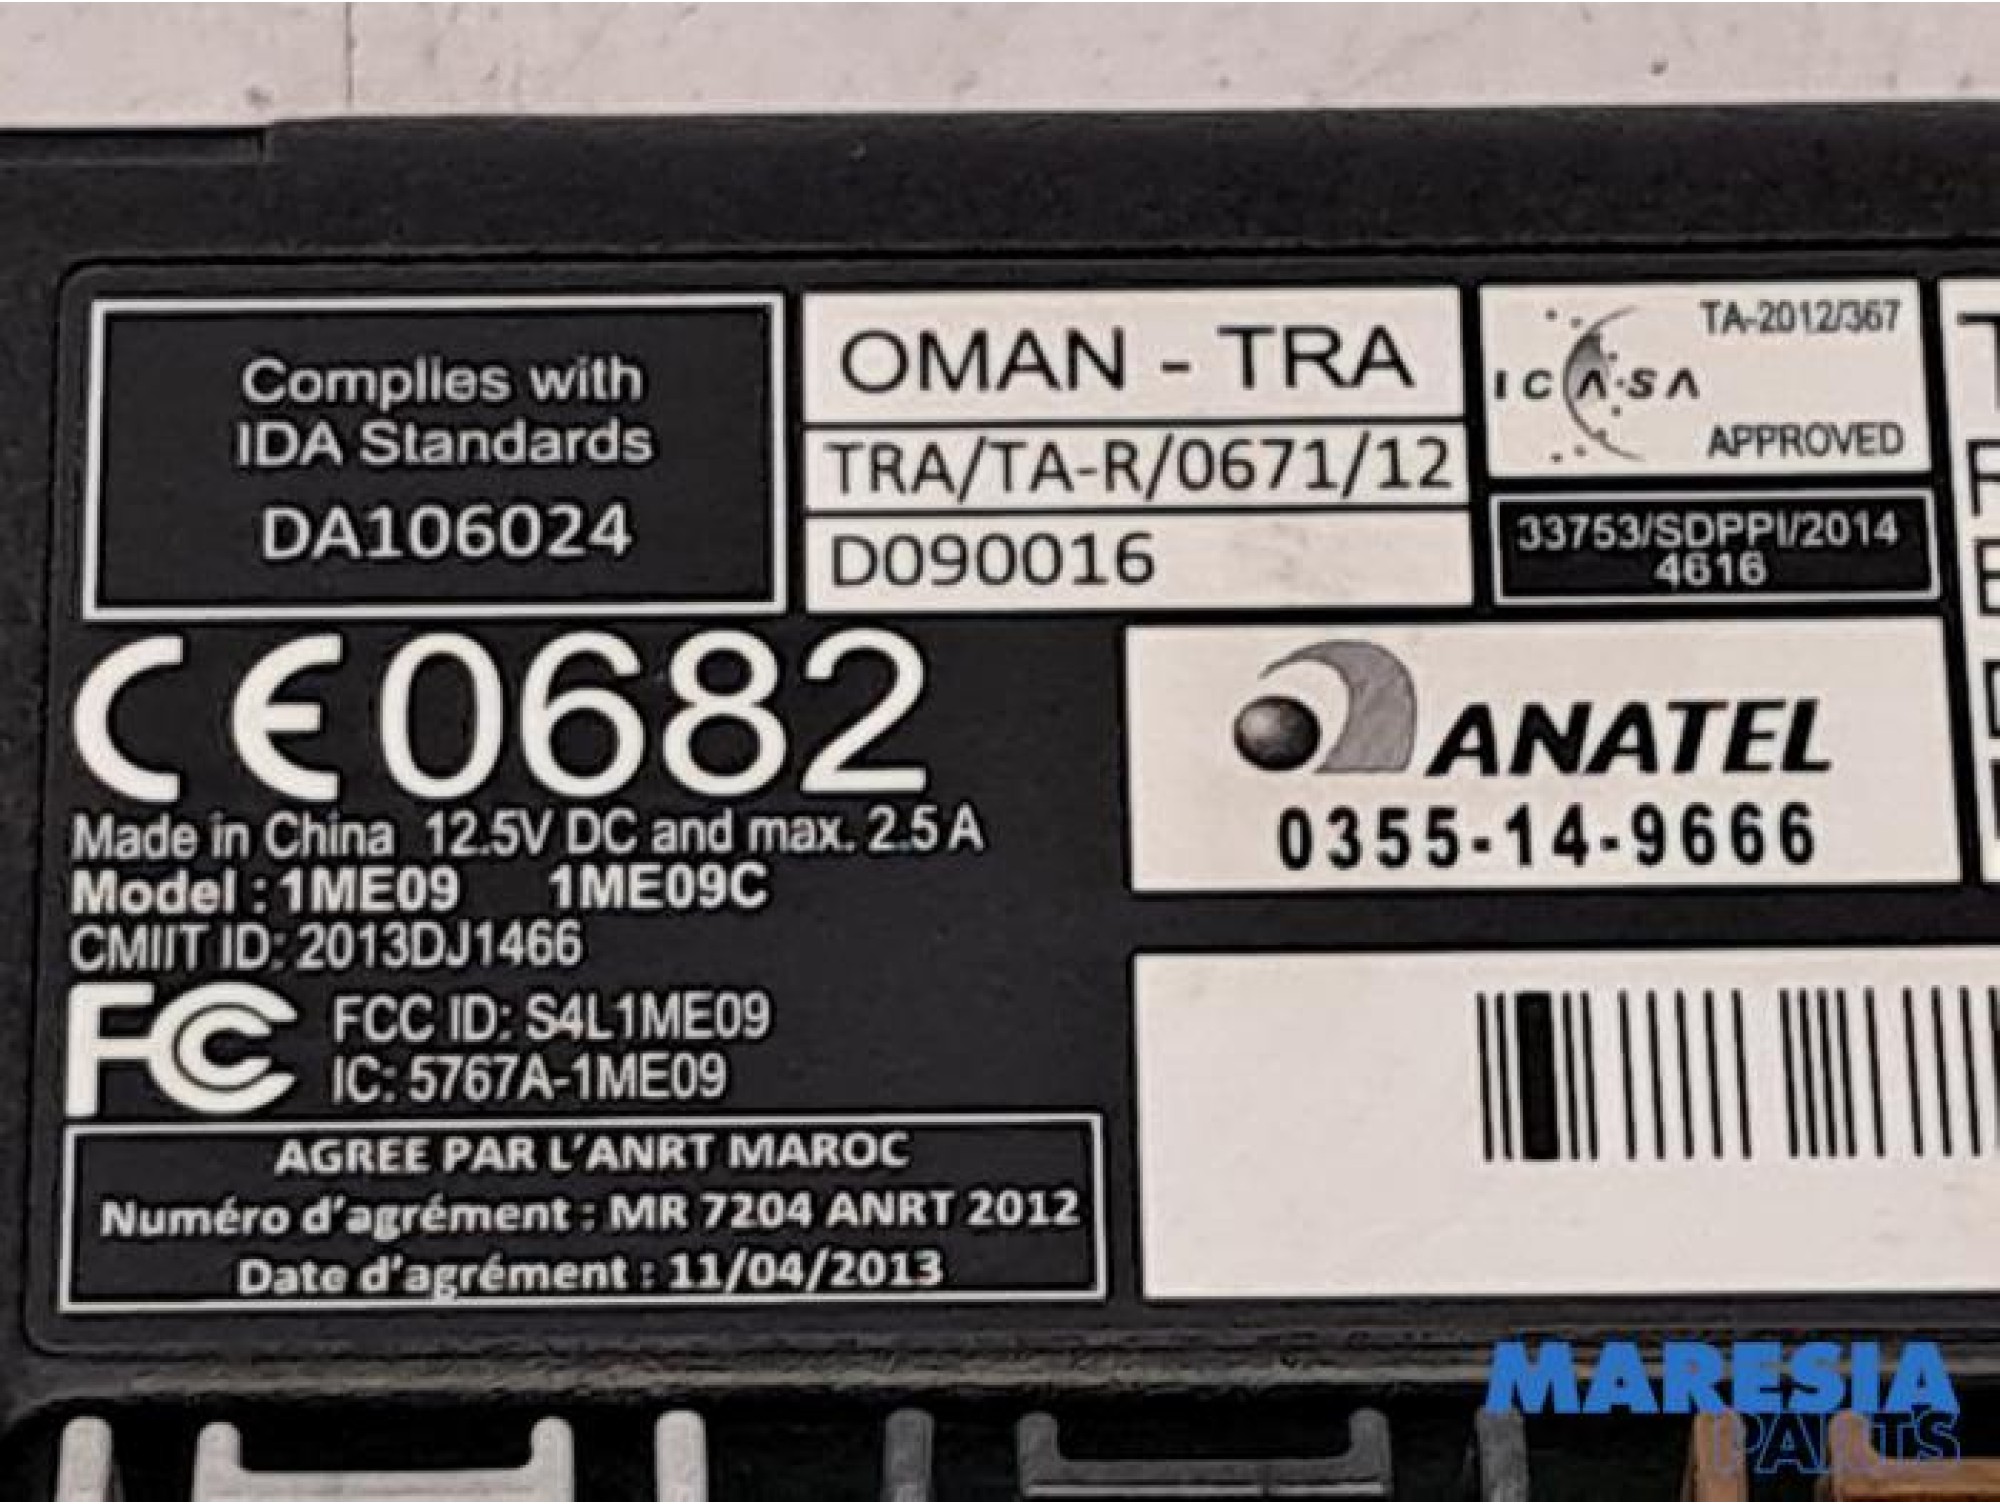 Complies with
IDA Standards
DA106024
OMAN - TRA
TRA/TA-R/0671/12
D090016
ICASA
TA-2012/367
APPROVED
33753/SDPPI/2014
4616
CE0682
Made in China 12.5V DC and max. 2.5 A
Model : 1ME09 1ME09C
CMIIT ID: 2013DJ1466
FC FCC ID: S4L1ME09
IC: 5767A-1ME09
ANATEL
0355-14-9666
AGREE PAR L'ANRT MAROC
Numéro d'agrément : MR 7204 ANRT 2012
Date d'agrément : 11/04/2013
MARESIA
PARTS